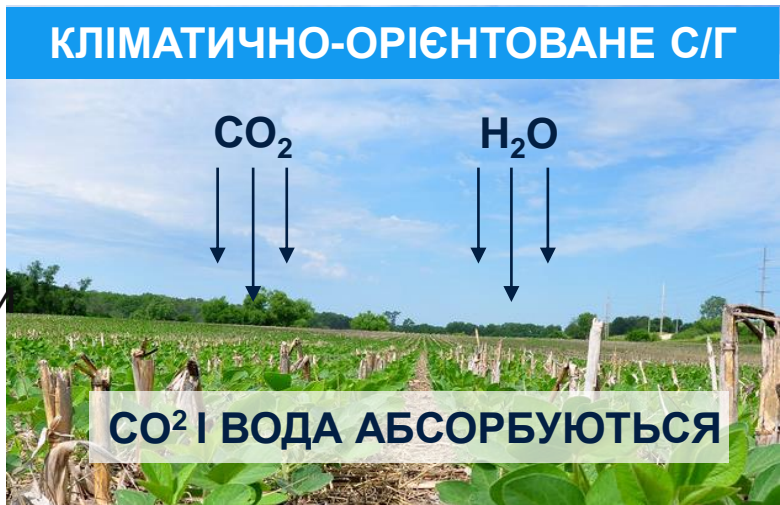 КЛІМАТИЧНО-ОРІЄНТОВАНЕ С/Г
CO₂ H₂O
CO² І ВОДА АБСОРБУЮТЬСЯ